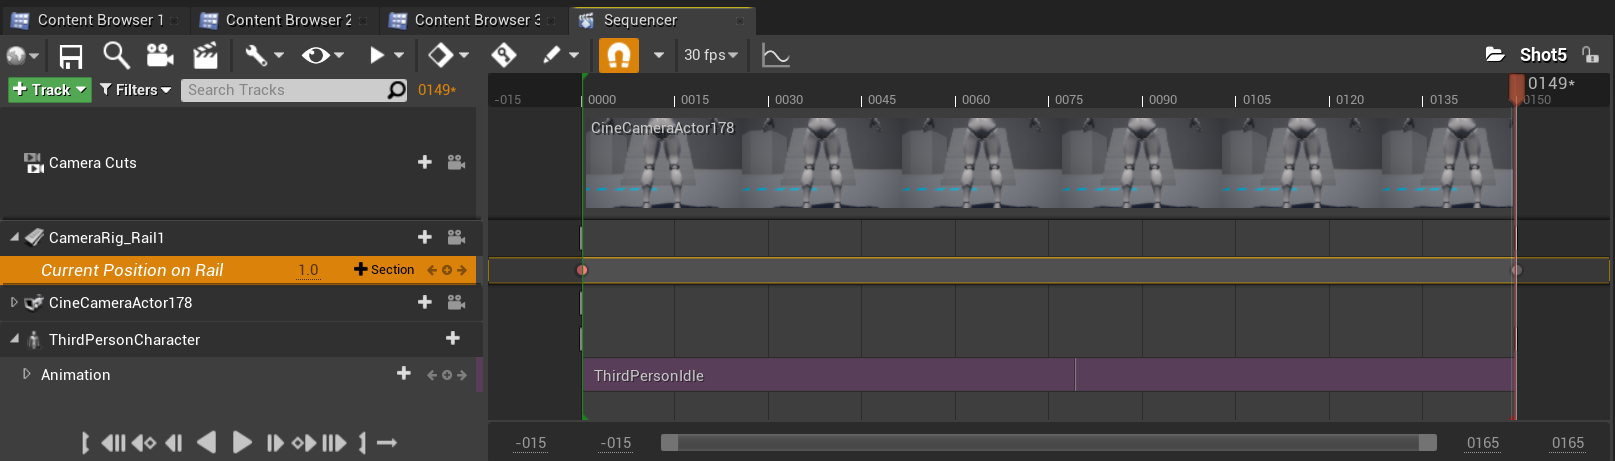 Content Browser 1 Content Browser 2 Content Browser 3 Sequencer
30 fps Shot5
Track Filters Search Tracks 0149*
0149*
-015 0000 0015 0030 0045 0060 0075 0090 0105 0120 0135 0150
CineCameraActor178
Camera Cuts
CameraRig_Rail1
Current Position on Rail 1.0 Section
CineCameraActor178
ThirdPersonCharacter
Animation ThirdPersonIdle
-015 -015 0165 0165